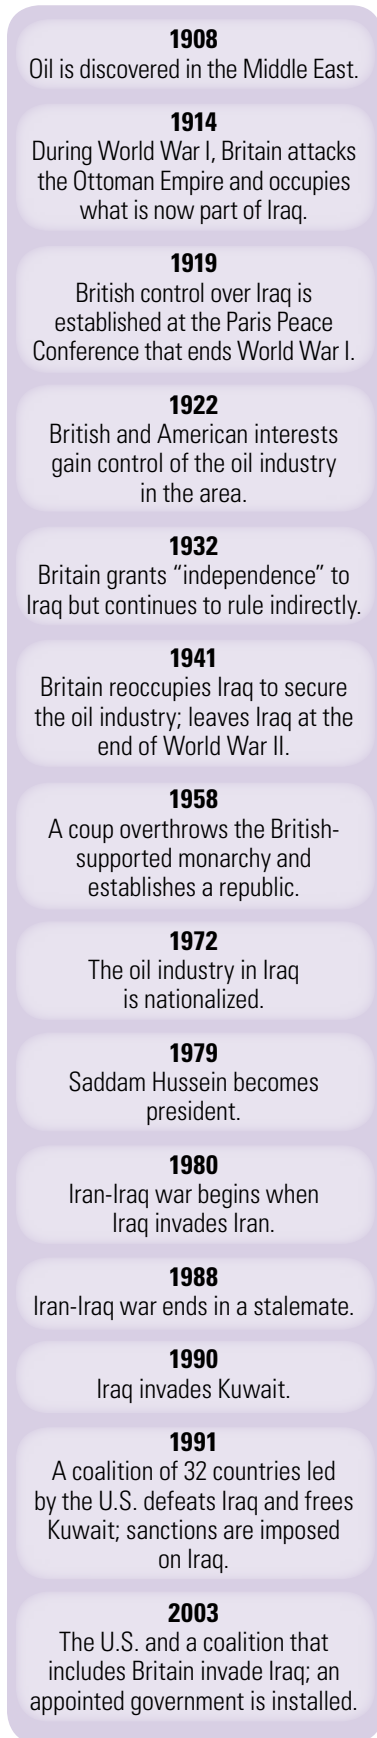 1908
Oil is discovered in the Middle East.
1914
During World War I, Britain attacks
the Ottoman Empire and occupies
what is now part of Iraq.
1919
British control over Iraq is
established at the Paris Peace
Conference that ends World War I.
1922
British and American interests
gain control of the oil industry
in the area.
1932
Britain grants “independence” to
Iraq but continues to rule indirectly.
1941
Britain reoccupies Iraq to secure
the oil industry; leaves Iraq at the
end of World War II.
1958
A coup overthrows the British-
supported monarchy and
establishes a republic.
1972
The oil industry in Iraq
is nationalized.
1979
Saddam Hussein becomes
president.
1980
Iran-Iraq war begins when
Iraq invades Iran.
1988
Iran-Iraq war ends in a stalemate.
1990
Iraq invades Kuwait.
1991
A coalition of 32 countries led
by the U.S. defeats Iraq and frees
Kuwait; sanctions are imposed
on Iraq.
2003
The U.S. and a coalition that
includes Britain invade Iraq; an
appointed government is installed.